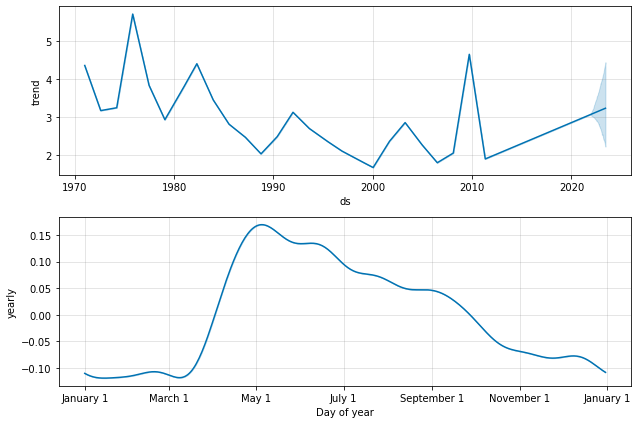 trend
5
4
3
2
1970
1980
1990
2000
2010
2020
ds
yearly
0.15
0.10
0.05
0.00
−0.05
−0.10
January 1
March 1
May 1
July 1
September 1
November 1
January 1
Day of year